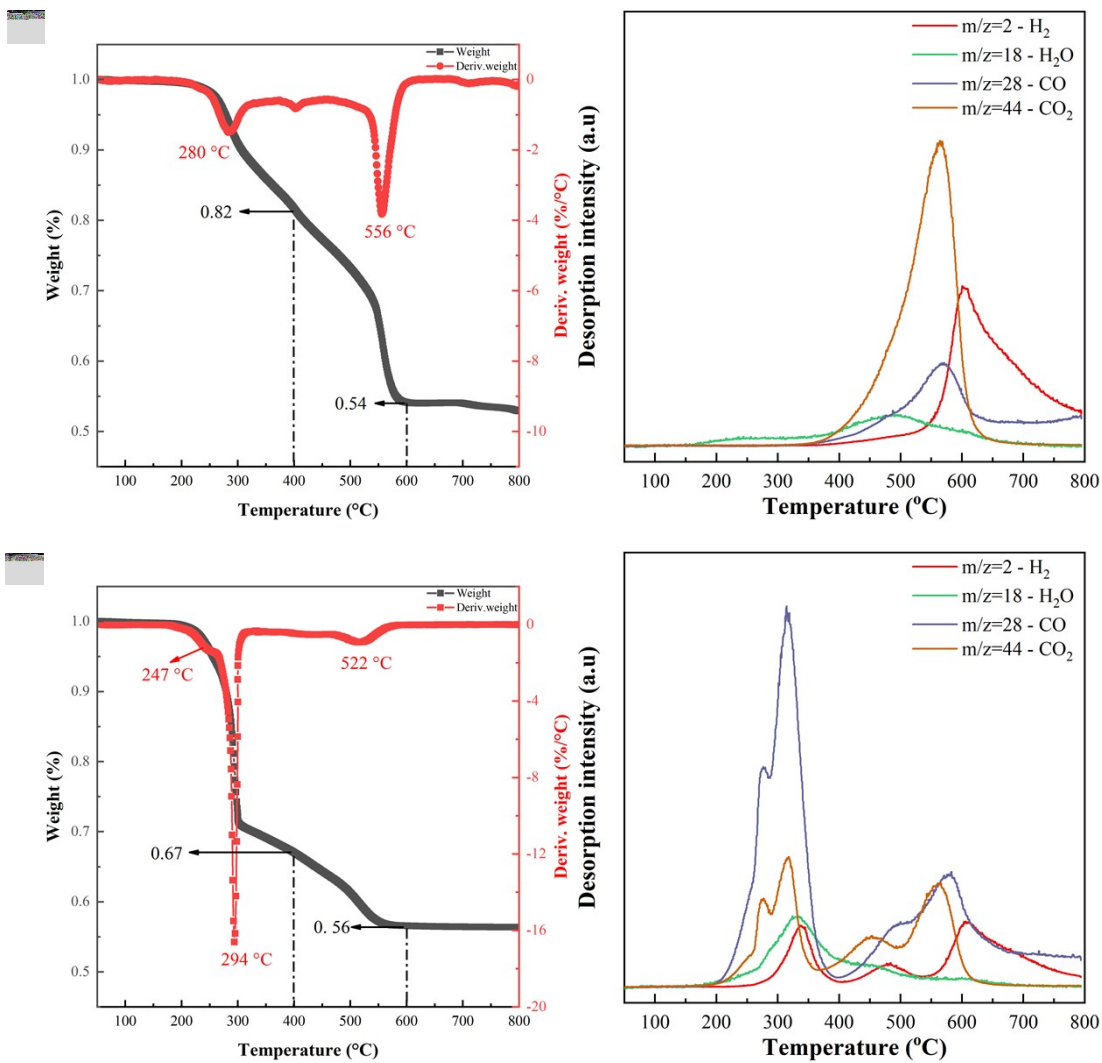 Weight
Deriv.weight
1.0
0.9
0.8
0.7
0.6
0.5
Weight (%)
280 °C
0.82
556 °C
0.54
0
-2
-4
-6
-8
-10
Deriv. weight (%/°C)
100 200 300 400 500 600 700 800
Temperature (°C)
m/z=2 - H₂
m/z=18 - H₂O
m/z=28 - CO
m/z=44 - CO₂
Desorption intensity (a.u)
100 200 300 400 500 600 700 800
Temperature (°C)
Weight
Deriv.weight
1.0
0.9
0.8
0.7
0.6
0.5
Weight (%)
247 °C
522 °C
0.67
0. 56
294 °C
0
-4
-8
-12
-16
-20
Deriv. weight (%/°C)
100 200 300 400 500 600 700 800
Temperature (°C)
m/z=2 - H₂
m/z=18 - H₂O
m/z=28 - CO
m/z=44 - CO₂
Desorption intensity (a.u)
100 200 300 400 500 600 700 800
Temperature (°C)